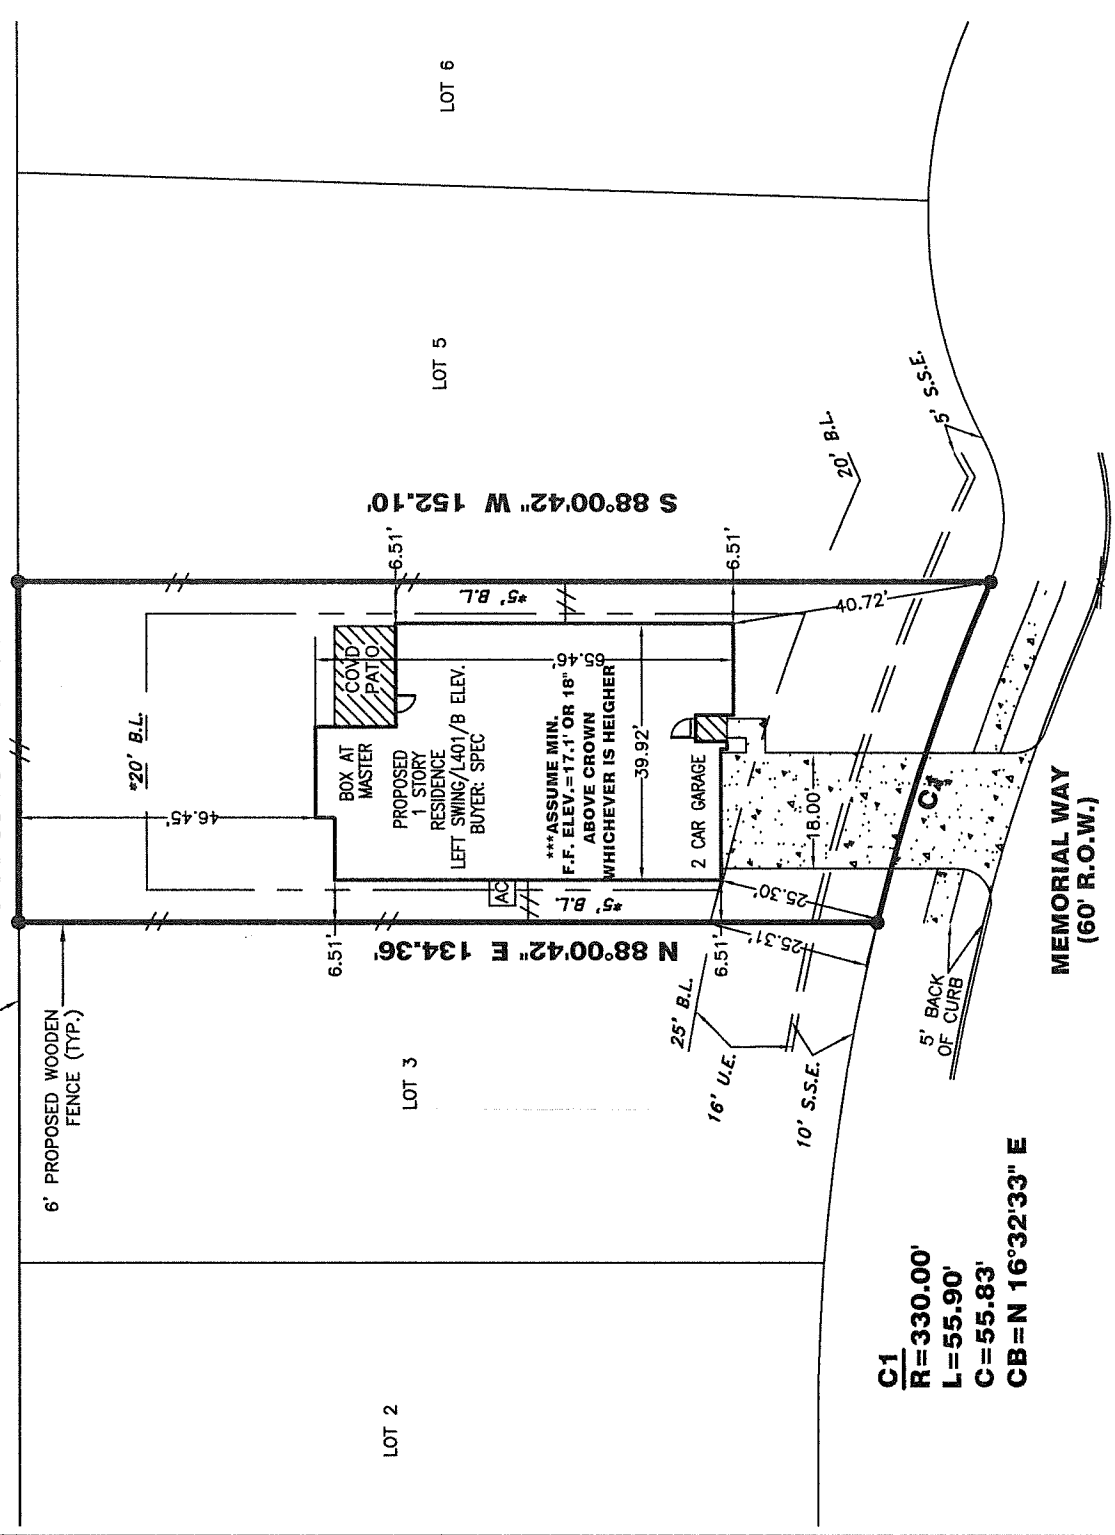 LOT 6
LOT 5
LOT 3
LOT 2
S 88°00'42" W 152.10'
N 88°00'42" E 134.36'
6' PROPOSED WOODEN
FENCE (TYP.)
*20' B.L.
46.45'
6.51'
6.51'
6.51'
6.51'
*5' B.L.
*5' B.L.
COV'D
PATIO
65.46'
BOX AT
MASTER
PROPOSED
1 STORY
RESIDENCE
LEFT SWING/L401/B ELEV.
BUYER: SPEC
***ASSUME MIN.
F.F. ELEV.=17.1' OR 18"
ABOVE CROWN
WHICHEVER IS HEIGHER
39.92'
AC
2 CAR GARAGE
18.00'
40.72'
25.30'
25.31'
20' B.L.
5' S.S.E.
25' B.L.
16' U.E.
10' S.S.E.
5' BACK
OF CURB
C1
MEMORIAL WAY
(60' R.O.W.)
C1
R=330.00'
L=55.90'
C=55.83'
CB=N 16°32'33" E